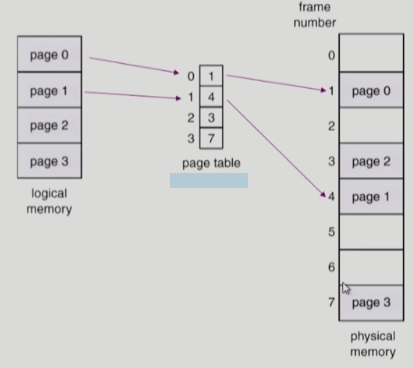 frame
number
page 0
page 1
page 2
page 3
logical
memory
0 1
1 4
2 3
3 7
page table
0
1 page 0
2
3 page 2
4 page 1
5
6
7 page 3
physical
memory